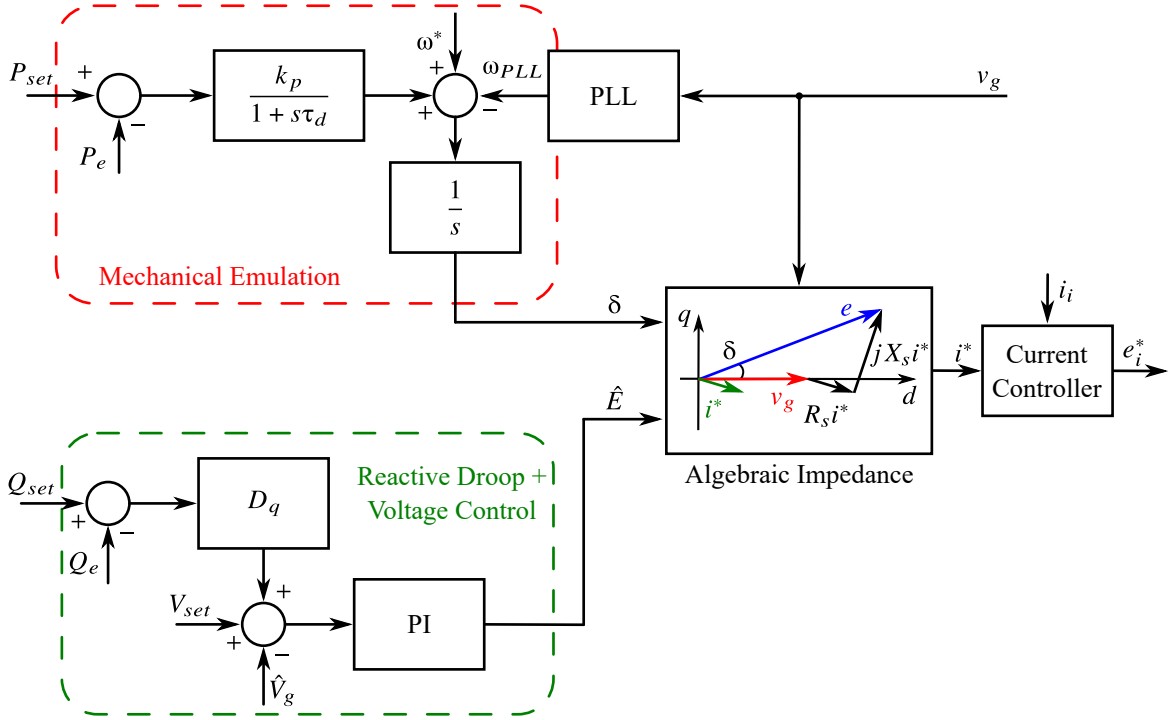 ω*
P_set + k_p / (1 + sτ_d) + ω_PLL PLL v_g
− + −
P_e
1/s
Mechanical Emulation
δ
q e i_i
δ jX_s i* i* Current e_i*
Controller
i* v_g R_s i* d
Ê
Algebraic Impedance
Reactive Droop +
Voltage Control
Q_set + D_q
−
Q_e
+
V_set + PI
−
V̂_g